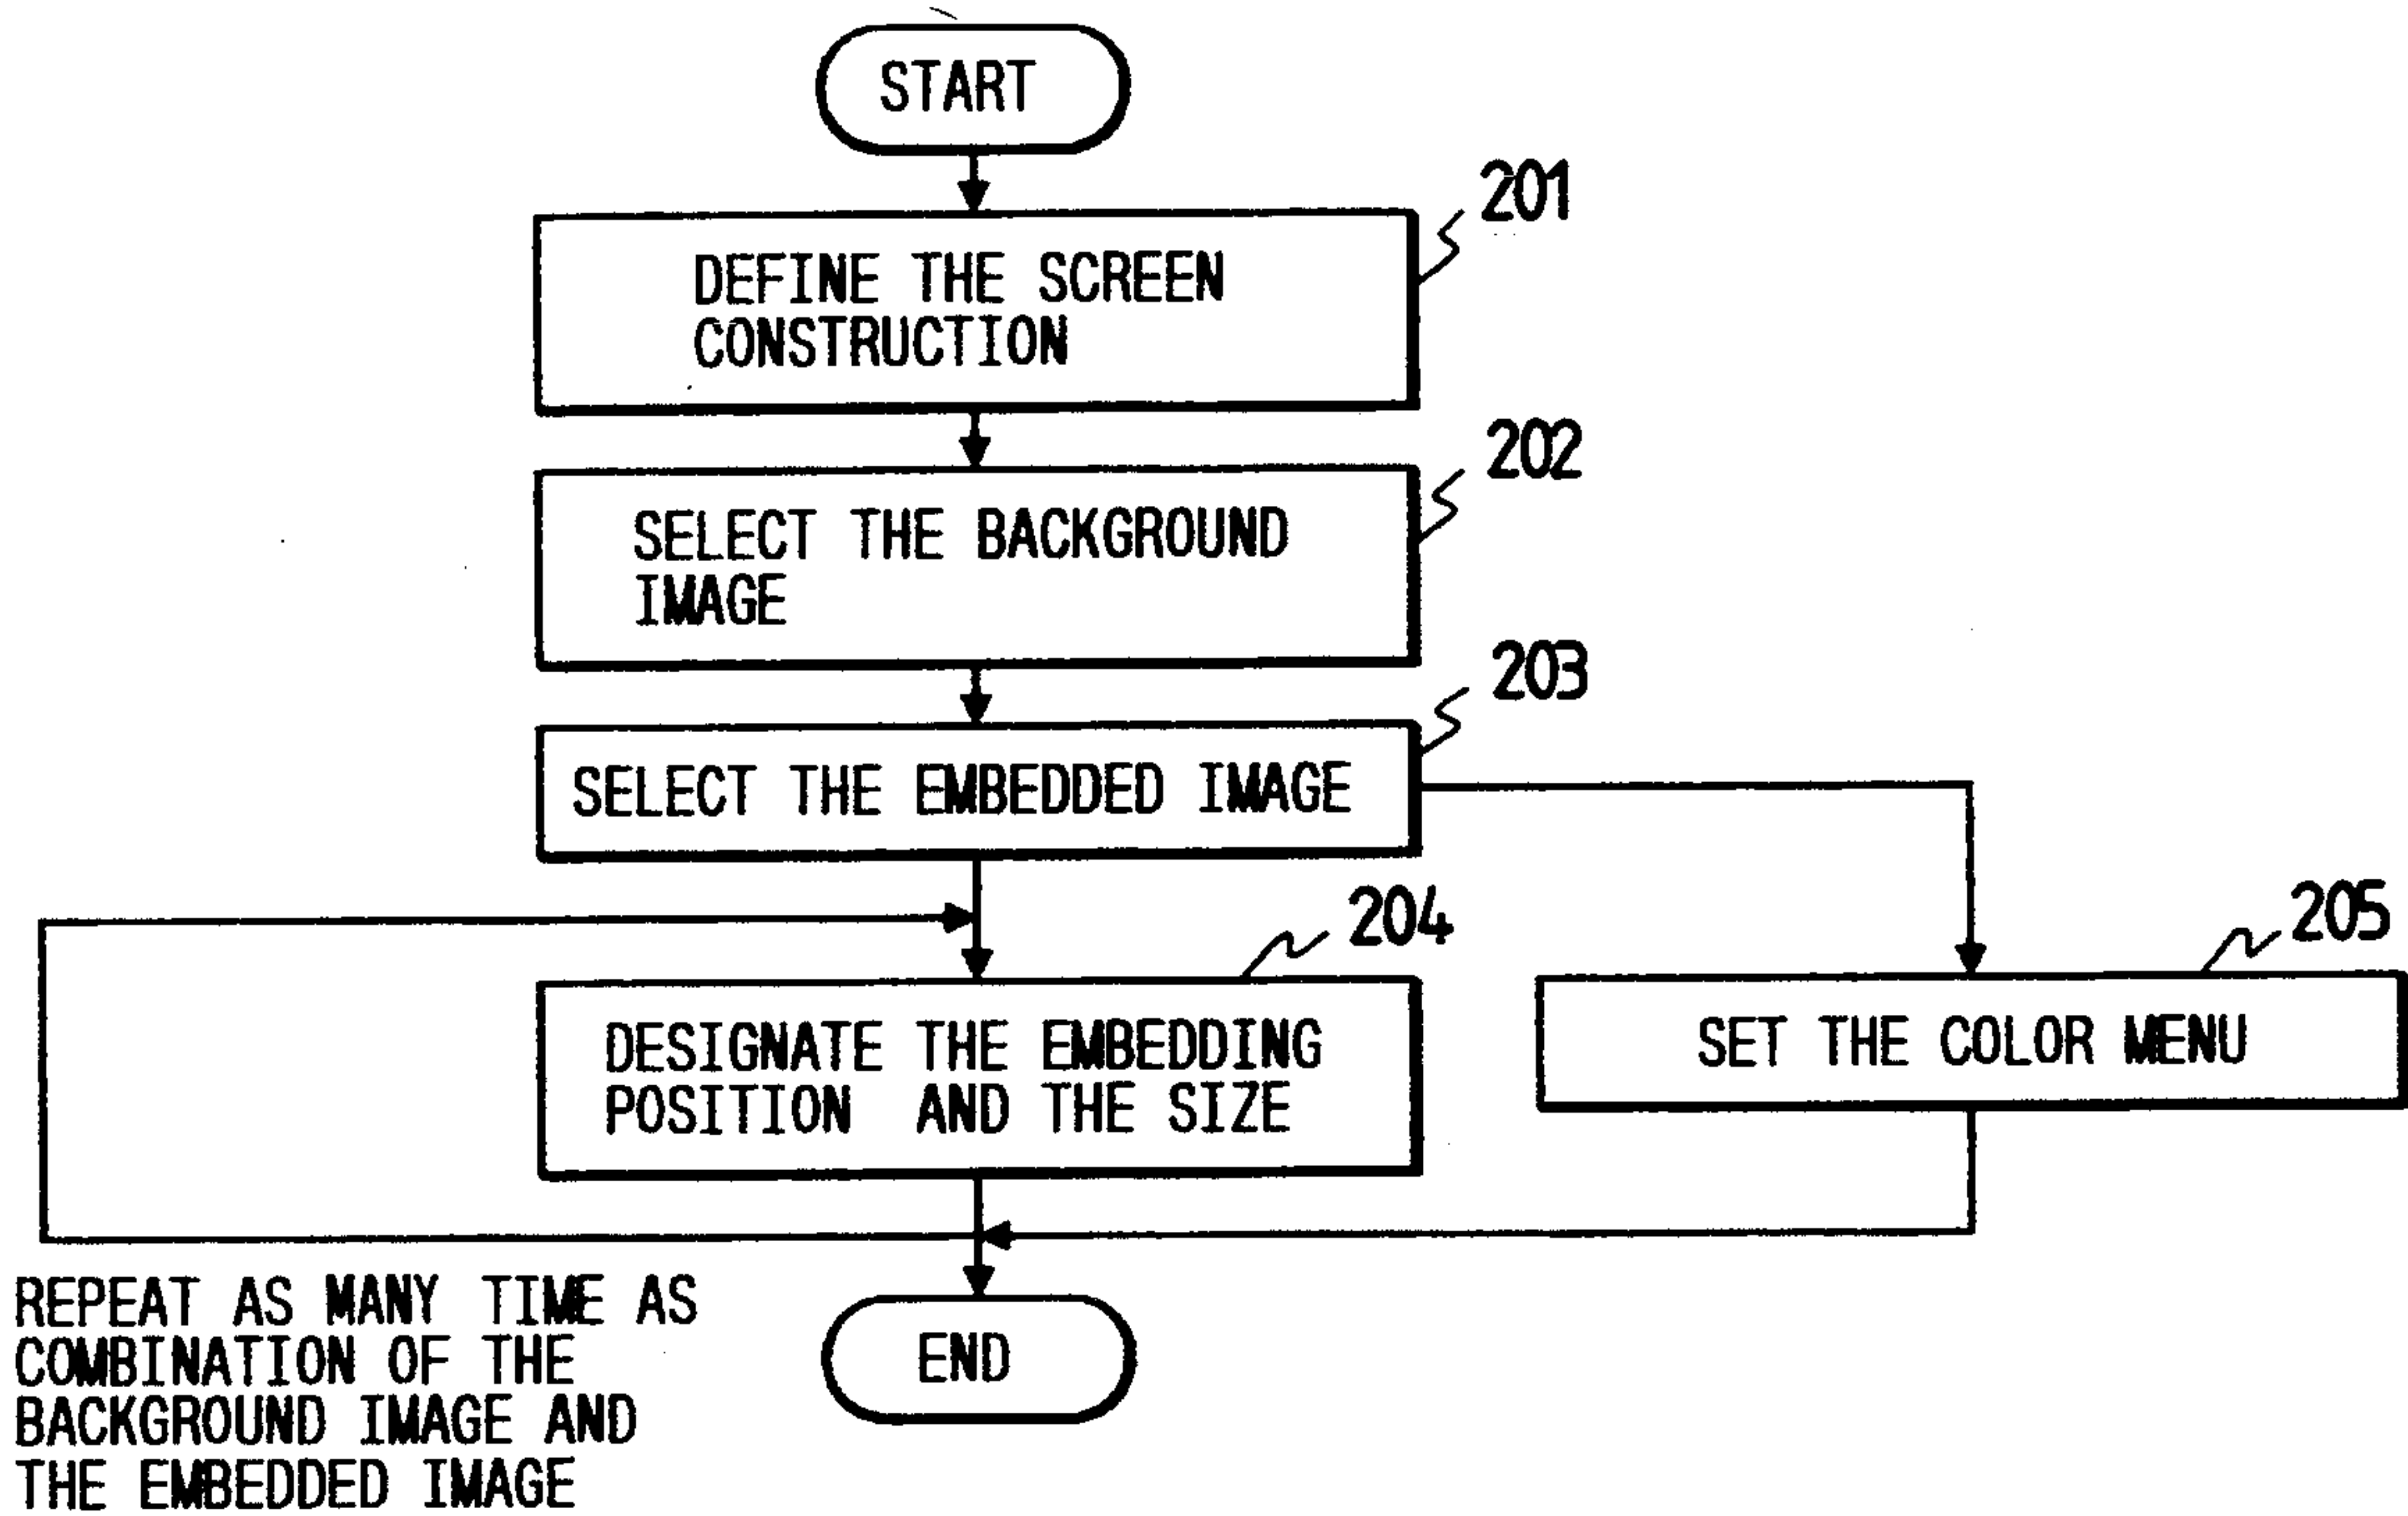 START
201
DEFINE THE SCREEN
CONSTRUCTION
202
SELECT THE BACKGROUND
IMAGE
203
SELECT THE EMBEDDED IMAGE
204
205
DESIGNATE THE EMBEDDING
POSITION AND THE SIZE
SET THE COLOR MENU
REPEAT AS MANY TIME AS
COMBINATION OF THE
BACKGROUND IMAGE AND
THE EMBEDDED IMAGE
END